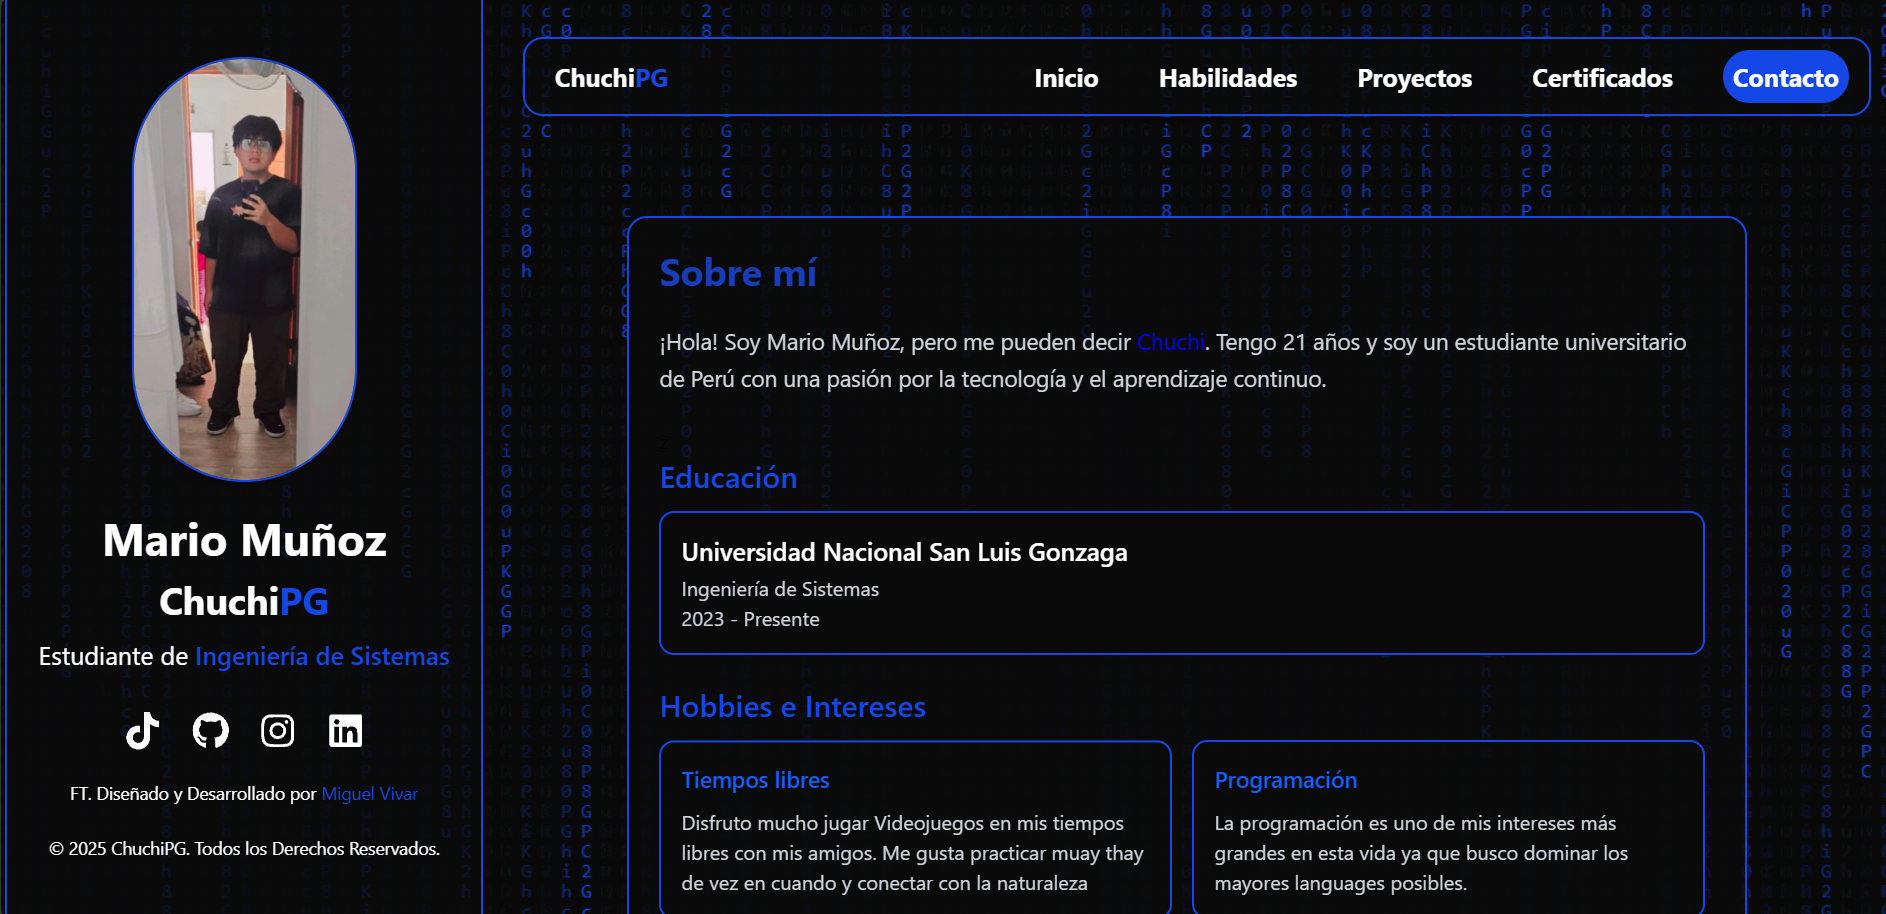 ChuchiPG
Inicio
Habilidades
Proyectos
Certificados
Contacto
Mario Muñoz
ChuchiPG
Estudiante de Ingeniería de Sistemas
FT. Diseñado y Desarrollado por Miguel Vivar
© 2025 ChuchiPG. Todos los Derechos Reservados.
Sobre mí
¡Hola! Soy Mario Muñoz, pero me pueden decir Chuchi. Tengo 21 años y soy un estudiante universitario
de Perú con una pasión por la tecnología y el aprendizaje continuo.
z
Educación
Universidad Nacional San Luis Gonzaga
Ingeniería de Sistemas
2023 - Presente
Hobbies e Intereses
Tiempos libres
Disfruto mucho jugar Videojuegos en mis tiempos
libres con mis amigos. Me gusta practicar muay thay
de vez en cuando y conectar con la naturaleza
Programación
La programación es uno de mis intereses más
grandes en esta vida ya que busco dominar los
mayores languages posibles.